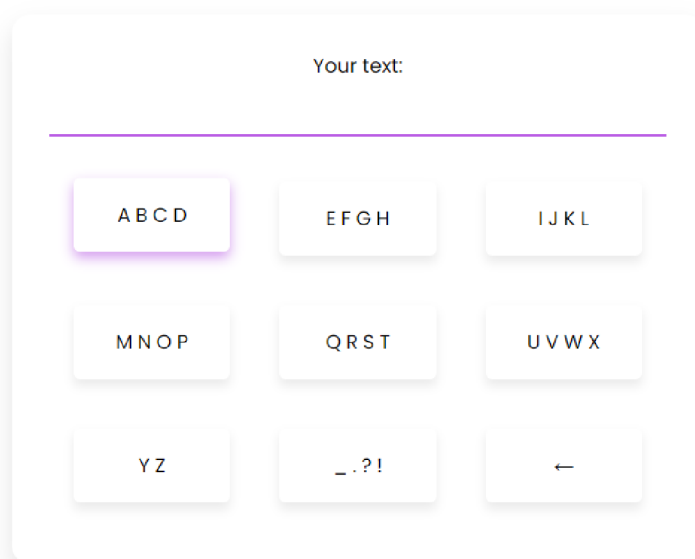 Your text:
A B C D
E F G H
I J K L
M N O P
Q R S T
U V W X
Y Z
_ . ? !
←